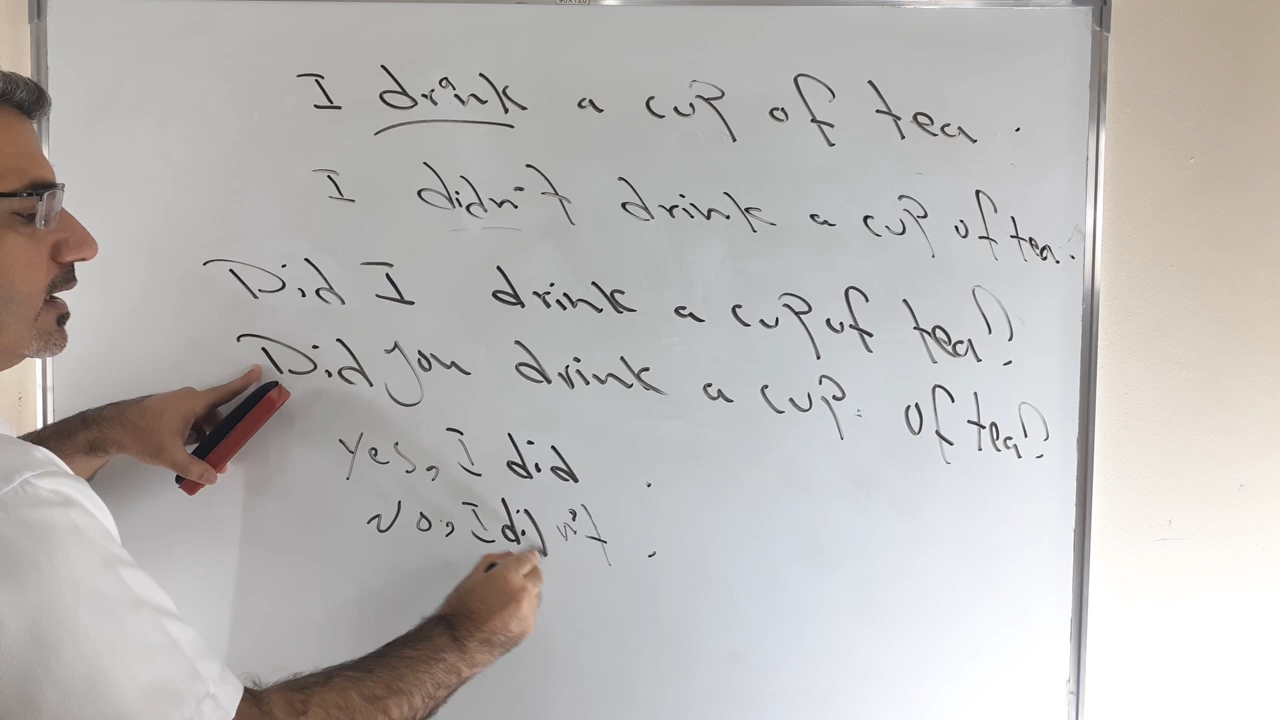 I drank a cup of tea.
I didn't drink a cup of tea.
Did I drink a cup of tea?
Did you drink a cup of tea?
Yes, I did.
No, I didn't.